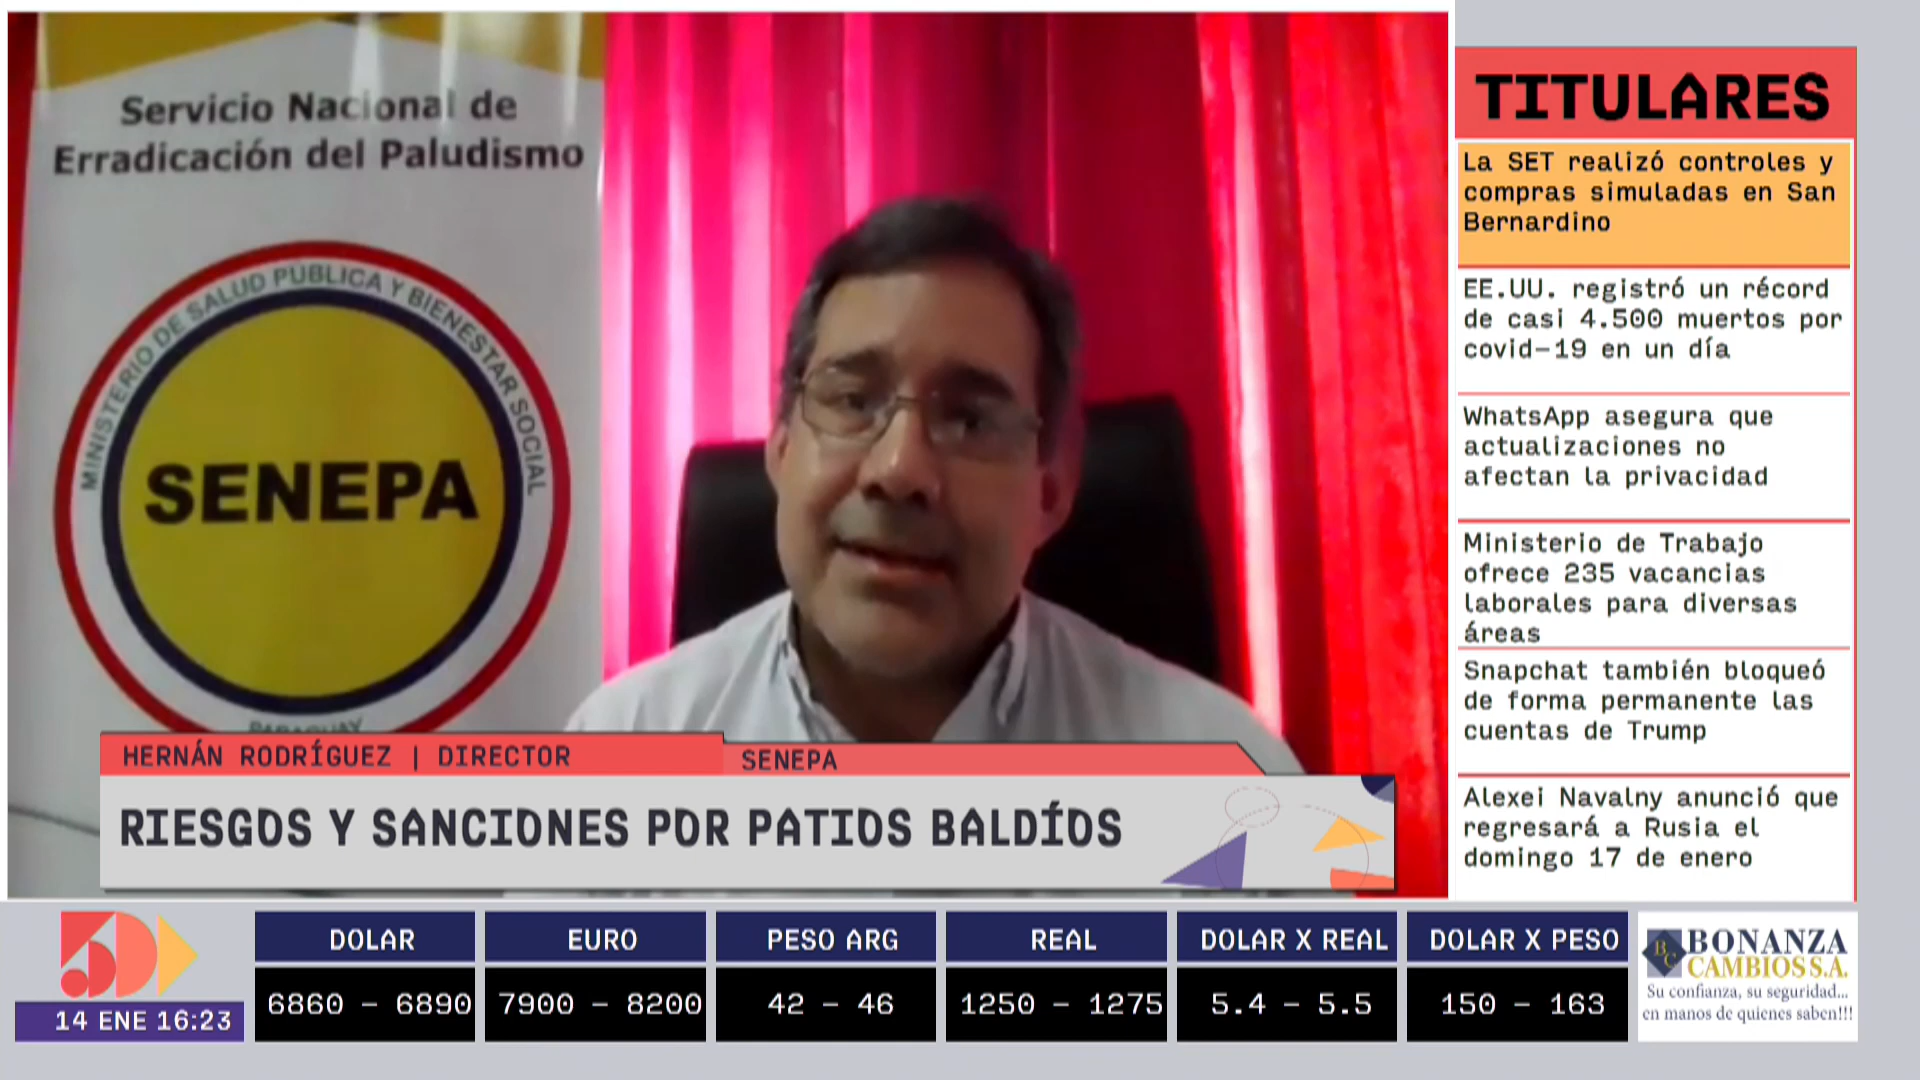 Servicio Nacional de
Erradicación del Paludismo
MINISTERIO DE SALUD PUBLICA Y BIENESTAR SOCIAL
SENEPA
PARAGUAY
HERNÁN RODRÍGUEZ | DIRECTOR
SENEPA
RIESGOS Y SANCIONES POR PATIOS BALDÍOS
TITULARES
La SET realizó controles y
compras simuladas en San
Bernardino
EE.UU. registró un récord
de casi 4.500 muertos por
covid-19 en un día
WhatsApp asegura que
actualizaciones no
afectan la privacidad
Ministerio de Trabajo
ofrece 235 vacancias
laborales para diversas
áreas
Snapchat también bloqueó
de forma permanente las
cuentas de Trump
Alexei Navalny anunció que
regresará a Rusia el
domingo 17 de enero
5D
14 ENE 16:23
DOLAR
6860 - 6890
EURO
7900 - 8200
PESO ARG
42 - 46
REAL
1250 - 1275
DOLAR X REAL
5.4 - 5.5
DOLAR X PESO
150 - 163
BC
BONANZA
CAMBIOS S.A.
Su confianza, su seguridad...
en manos de quienes saben!!!